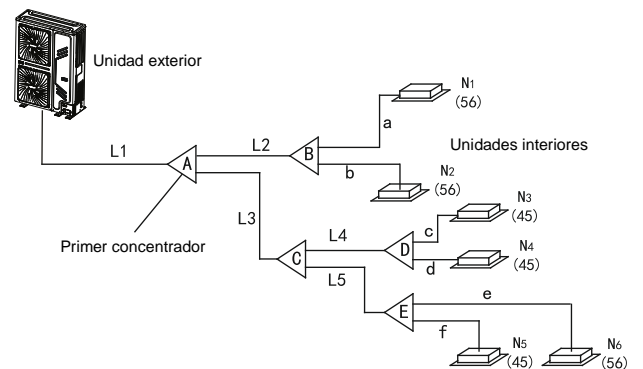 Unidad exterior
N1
(56)
a
Unidades interiores
L1
A
L2
B
b
N2
(56)
N3
(45)
L3
c
Primer concentrador
L4
D
N4
(45)
C
d
L5
e
E
f
N5
(45)
N6
(56)